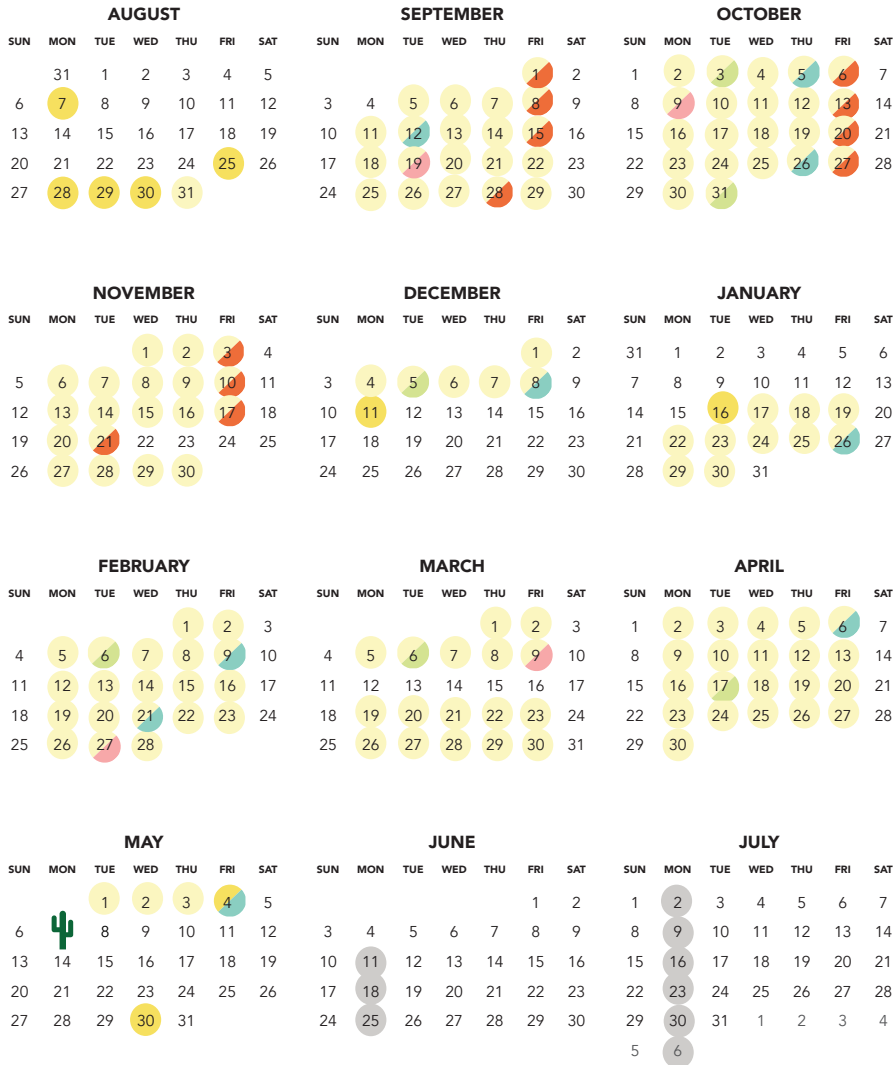 AUGUST
SUN MON TUE WED THU FRI SAT
31 1 2 3 4 5
6 7 8 9 10 11 12
13 14 15 16 17 18 19
20 21 22 23 24 25 26
27 28 29 30 31
SEPTEMBER
SUN MON TUE WED THU FRI SAT
1 2
3 4 5 6 7 8 9
10 11 12 13 14 15 16
17 18 19 20 21 22 23
24 25 26 27 28 29 30
OCTOBER
SUN MON TUE WED THU FRI SAT
1 2 3 4 5 6 7
8 9 10 11 12 13 14
15 16 17 18 19 20 21
22 23 24 25 26 27 28
29 30 31
NOVEMBER
SUN MON TUE WED THU FRI SAT
1 2 3 4
5 6 7 8 9 10 11
12 13 14 15 16 17 18
19 20 21 22 23 24 25
26 27 28 29 30
DECEMBER
SUN MON TUE WED THU FRI SAT
1 2
3 4 5 6 7 8 9
10 11 12 13 14 15 16
17 18 19 20 21 22 23
24 25 26 27 28 29 30
JANUARY
SUN MON TUE WED THU FRI SAT
31 1 2 3 4 5 6
7 8 9 10 11 12 13
14 15 16 17 18 19 20
21 22 23 24 25 26 27
28 29 30 31
FEBRUARY
SUN MON TUE WED THU FRI SAT
1 2 3
4 5 6 7 8 9 10
11 12 13 14 15 16 17
18 19 20 21 22 23 24
25 26 27 28
MARCH
SUN MON TUE WED THU FRI SAT
1 2 3
4 5 6 7 8 9 10
11 12 13 14 15 16 17
18 19 20 21 22 23 24
25 26 27 28 29 30 31
APRIL
SUN MON TUE WED THU FRI SAT
1 2 3 4 5 6 7
8 9 10 11 12 13 14
15 16 17 18 19 20 21
22 23 24 25 26 27 28
29 30
MAY
SUN MON TUE WED THU FRI SAT
1 2 3 4 5
6 8 9 10 11 12
13 14 15 16 17 18 19
20 21 22 23 24 25 26
27 28 29 30 31
JUNE
SUN MON TUE WED THU FRI SAT
1 2
3 4 5 6 7 8 9
10 11 12 13 14 15 16
17 18 19 20 21 22 23
24 25 26 27 28 29 30
JULY
SUN MON TUE WED THU FRI SAT
1 2 3 4 5 6 7
8 9 10 11 12 13 14
15 16 17 18 19 20 21
22 23 24 25 26 27 28
29 30 31 1 2 3 4
5 6